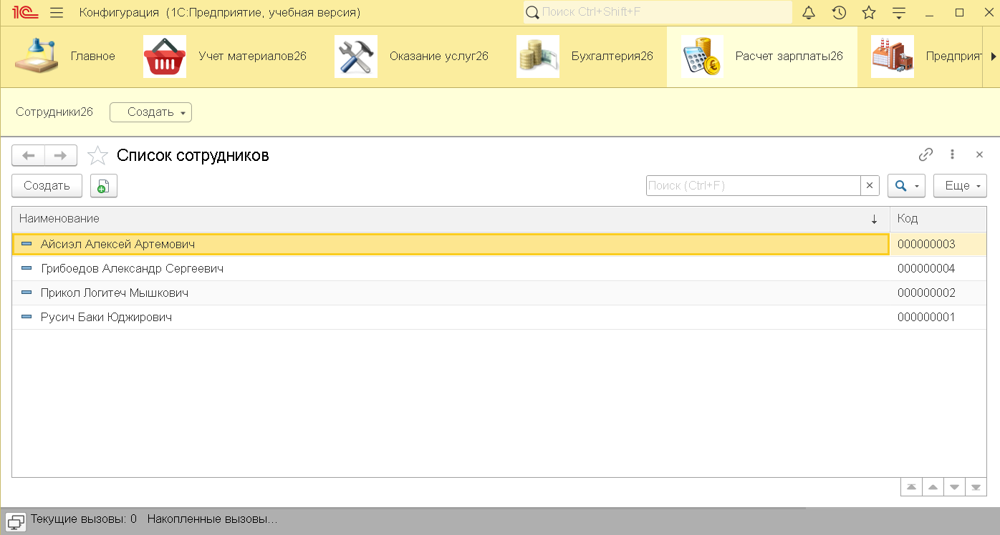 1С Конфигурация (1С:Предприятие, учебная версия) Поиск Ctrl+Shift+F
Главное Учет материалов26 Оказание услуг26 Бухгалтерия26 Расчет зарплаты26 Предприят
Сотрудники26 Создать
Список сотрудников
Создать Поиск (Ctrl+F) Еще
Наименование Код
Айсиэл Алексей Артемович 000000003
Грибоедов Александр Сергеевич 000000004
Прикол Логитеч Мышкович 000000002
Русич Баки Юджирович 000000001
Текущие вызовы: 0 Накопленные вызовы...